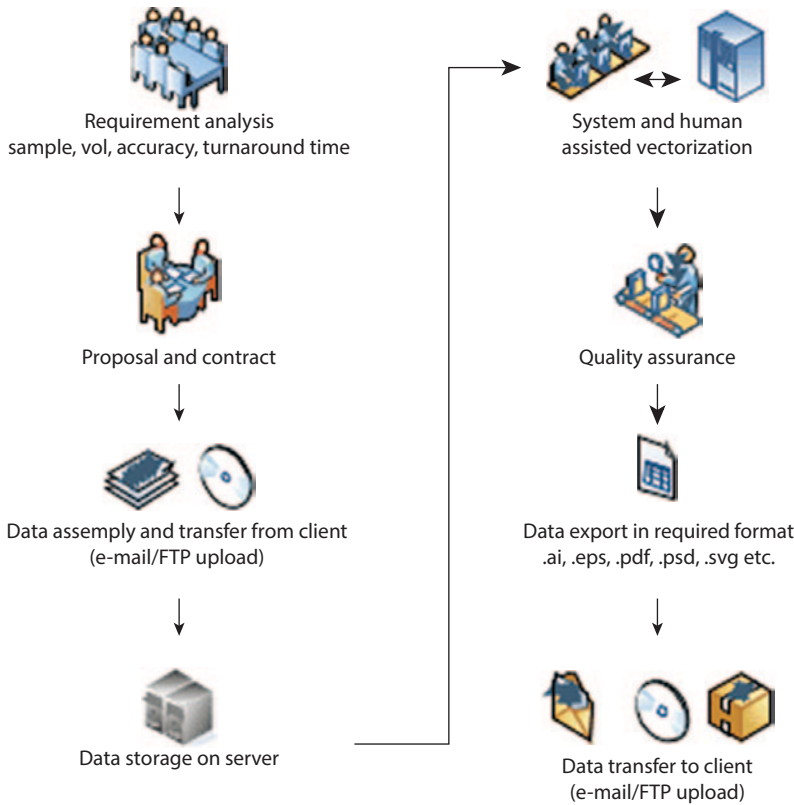 Requirement analysis
sample, vol, accuracy, turnaround time
Proposal and contract
Data assemply and transfer from client
(e-mail/FTP upload)
Data storage on server
System and human
assisted vectorization
Quality assurance
Data export in required format
.ai, .eps, .pdf, .psd, .svg etc.
Data transfer to client
(e-mail/FTP upload)